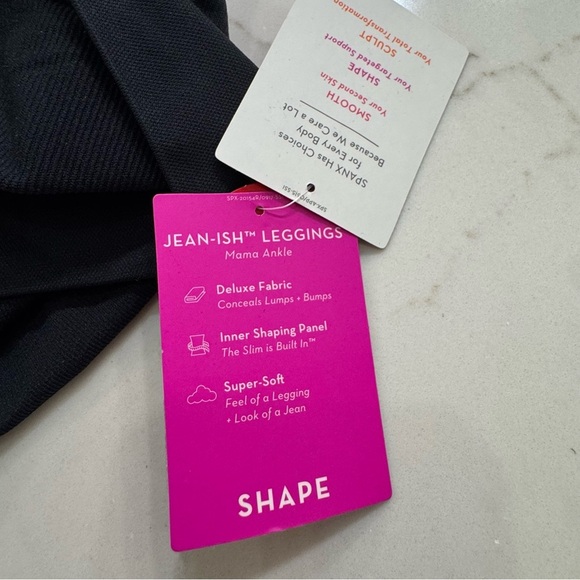 SPANX Has Choices
for Every Body
Because We Care a Lot
SMOOTH
Your Second Skin
SHAPE
Your Targeted Support
SCULPT
Your Total Transformation
JEAN-ISH™ LEGGINGS
Mama Ankle
Deluxe Fabric
Conceals Lumps + Bumps
Inner Shaping Panel
The Slim is Built In™
Super-Soft
Feel of a Legging
+ Look of a Jean
SHAPE